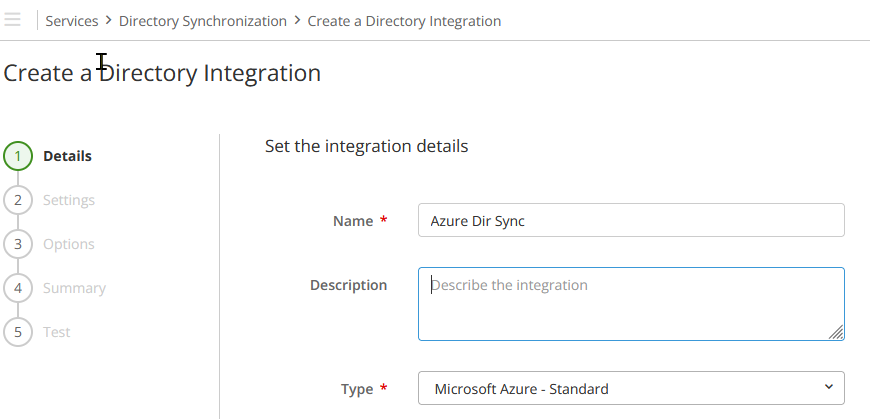 Services > Directory Synchronization > Create a Directory Integration
Create a Directory Integration
Set the integration details
1 Details
2 Settings
3 Options
4 Summary
5 Test
Name * Azure Dir Sync
Description Describe the integration
Type * Microsoft Azure - Standard